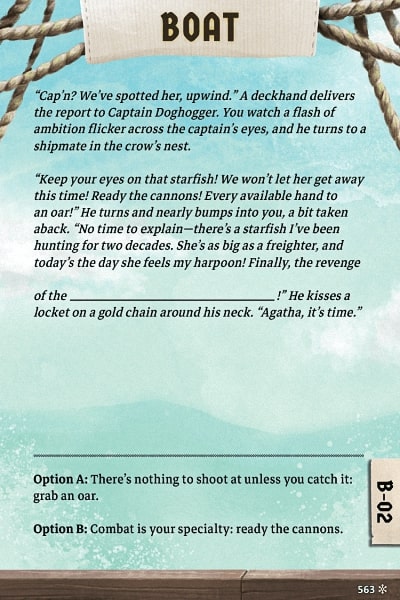 BOAT
“Cap’n? We’ve spotted her, upwind.” A deckhand delivers
the report to Captain Doghogger. You watch a flash of
ambition flicker across the captain’s eyes, and he turns to a
shipmate in the crow’s nest.
“Keep your eyes on that starfish! We won’t let her get away
this time! Ready the cannons! Every available hand to
an oar!” He turns and nearly bumps into you, a bit taken
aback. “No time to explain—there’s a starfish I’ve been
hunting for two decades. She’s as big as a freighter, and
today’s the day she feels my harpoon! Finally, the revenge
of the ______________________________!” He kisses a
locket on a gold chain around his neck. “Agatha, it’s time.”
Option A: There’s nothing to shoot at unless you catch it:
grab an oar.
Option B: Combat is your specialty: ready the cannons.
B-02
563